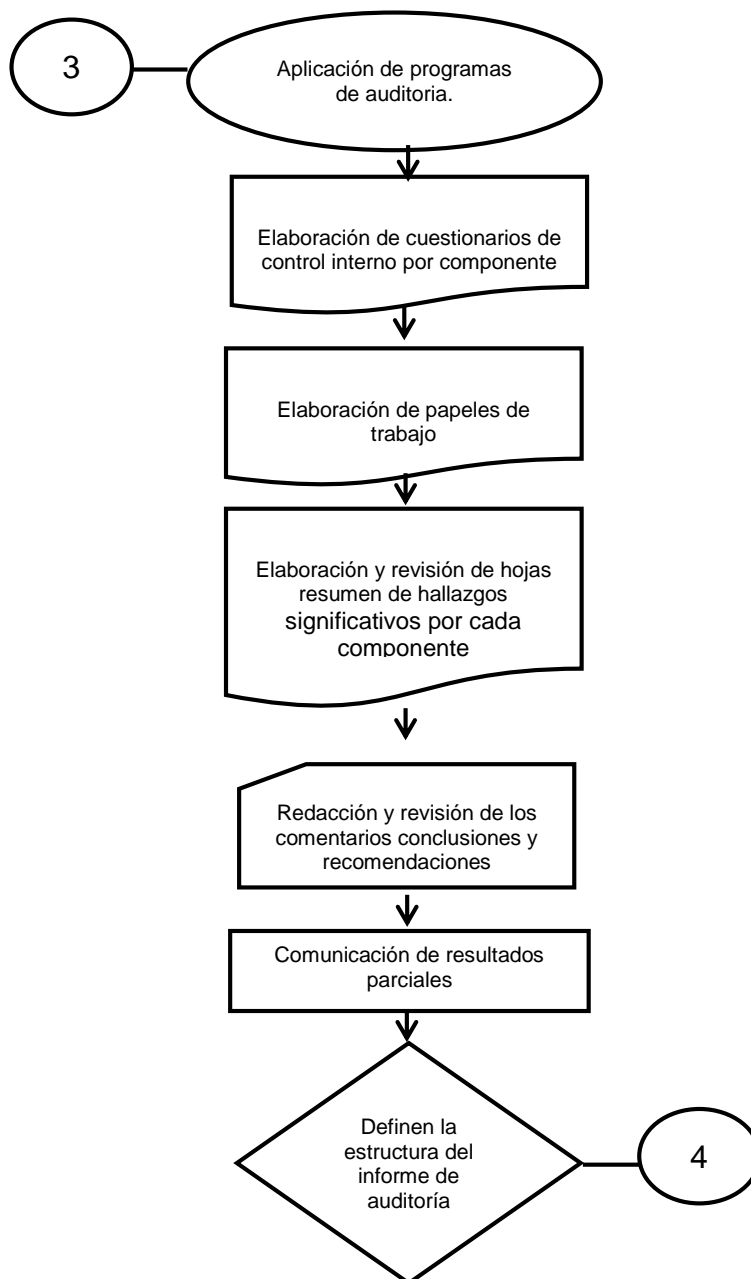 3
Aplicación de programas
de auditoria.
Elaboración de cuestionarios de
control interno por componente
Elaboración de papeles de
trabajo
Elaboración y revisión de hojas
resumen de hallazgos
significativos por cada
componente
Redacción y revisión de los
comentarios conclusiones y
recomendaciones
Comunicación de resultados
parciales
Definen la
estructura del
informe de
auditoría
4